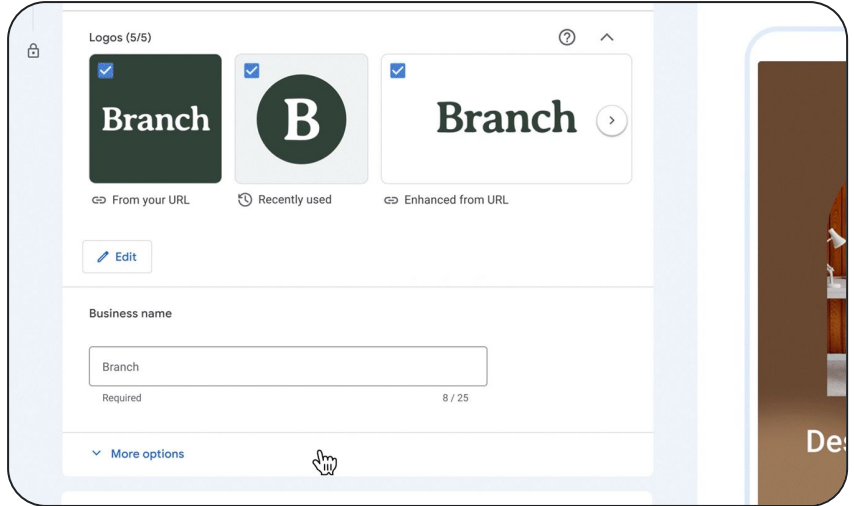 Logos (5/5)
Branch
B
Branch
From your URL
Recently used
Enhanced from URL
Edit
Business name
Branch
Required
8 / 25
More options